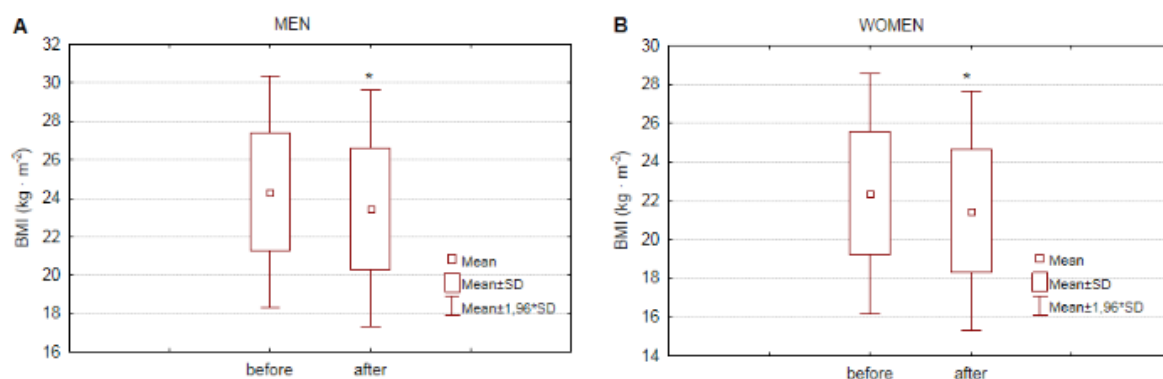 A
MEN
32
30
28
26
24
22
20
18
16
BMI (kg · m⁻²)
before
after
*
Mean
Mean±SD
Mean±1,96*SD
B
WOMEN
30
28
26
24
22
20
18
16
14
BMI (kg · m⁻²)
before
after
*
Mean
Mean±SD
Mean±1,96*SD